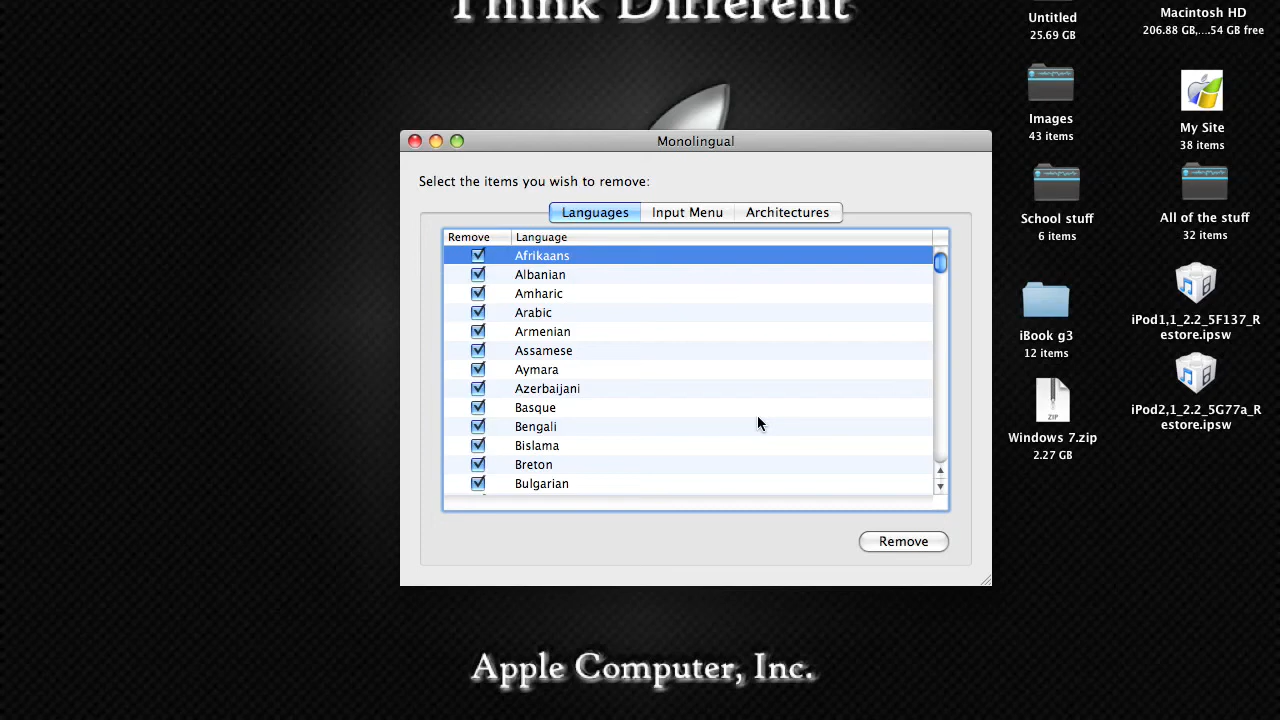 Think Different
Untitled
25.69 GB
Macintosh HD
206.88 GB,....54 GB free
Images
43 items
My Site
38 items
School stuff
6 items
All of the stuff
32 items
iBook g3
12 items
iPod1,1_2.2_5F137_R
estore.ipsw
ZIP
Windows 7.zip
2.27 GB
iPod2,1_2.2_5G77a_R
estore.ipsw
Monolingual
Select the items you wish to remove:
Languages Input Menu Architectures
Remove Language
Afrikaans
Albanian
Amharic
Arabic
Armenian
Assamese
Aymara
Azerbaijani
Basque
Bengali
Bislama
Breton
Bulgarian
Remove
Apple Computer, Inc.